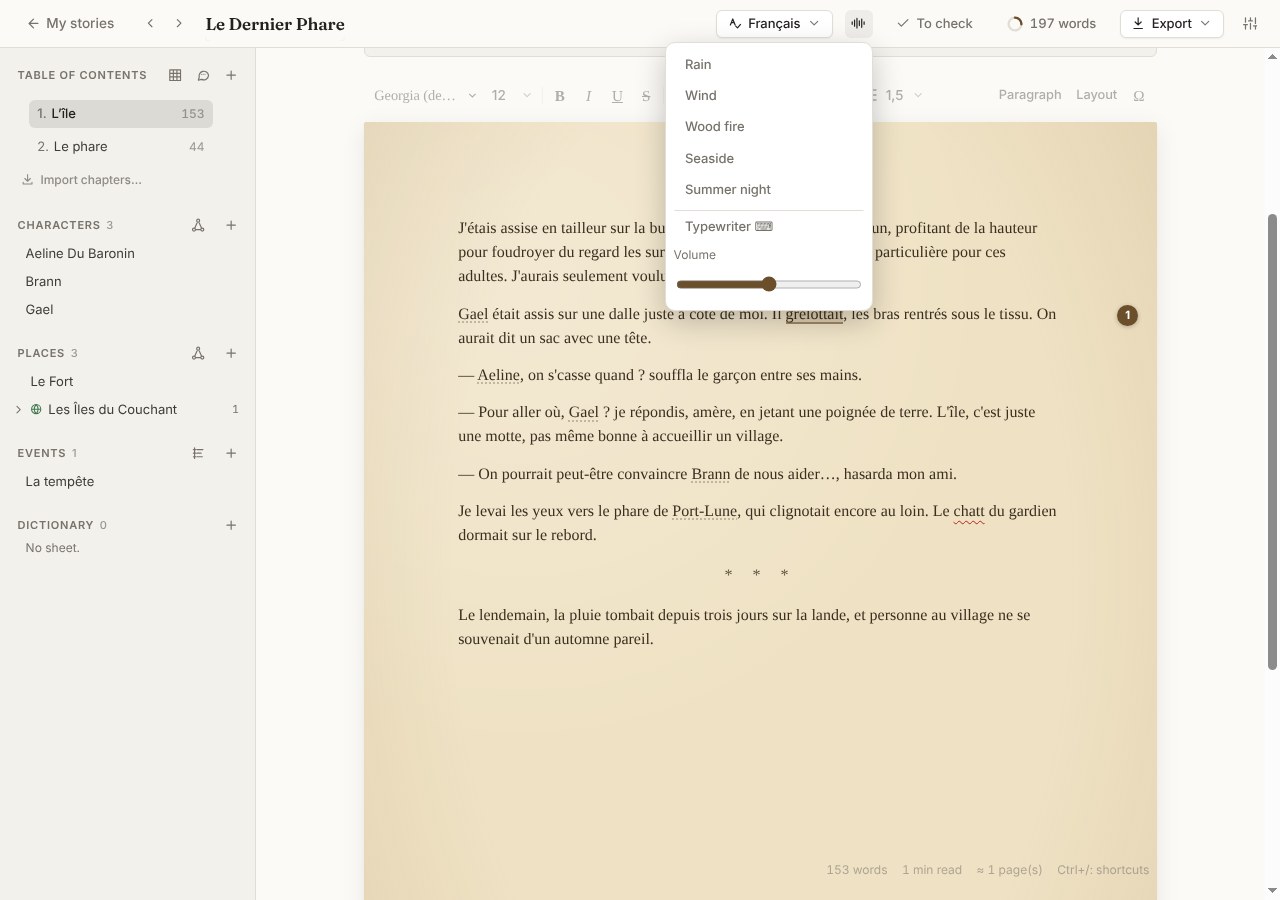 My stories
Le Dernier Phare
Français
To check
197 words
Export
TABLE OF CONTENTS
1. L'île 153
2. Le phare 44
Import chapters...
CHARACTERS 3
Aeline Du Baronin
Brann
Gael
PLACES 3
Le Fort
Les Îles du Couchant 1
EVENTS 1
La tempête
DICTIONARY 0
No sheet.
Georgia (de...
12
B I U S
1,5
Paragraph
Layout
Ω
Rain
Wind
Wood fire
Seaside
Summer night
Typewriter ⌨
Volume
J'étais assise en tailleur sur la bu un, profitant de la hauteur
pour foudroyer du regard les sur particulière pour ces
adultes. J'aurais seulement voulu
Gael était assis sur une dalle juste à côté de moi. Il grelottait, les bras rentrés sous le tissu. On
aurait dit un sac avec une tête.
1
— Aeline, on s'casse quand ? souffla le garçon entre ses mains.
— Pour aller où, Gael ? je répondis, amère, en jetant une poignée de terre. L'île, c'est juste
une motte, pas même bonne à accueillir un village.
— On pourrait peut-être convaincre Brann de nous aider…, hasarda mon ami.
Je levai les yeux vers le phare de Port-Lune, qui clignotait encore au loin. Le chatt du gardien
dormait sur le rebord.
* * *
Le lendemain, la pluie tombait depuis trois jours sur la lande, et personne au village ne se
souvenait d'un automne pareil.
153 words 1 min read ≈ 1 page(s) Ctrl+/: shortcuts